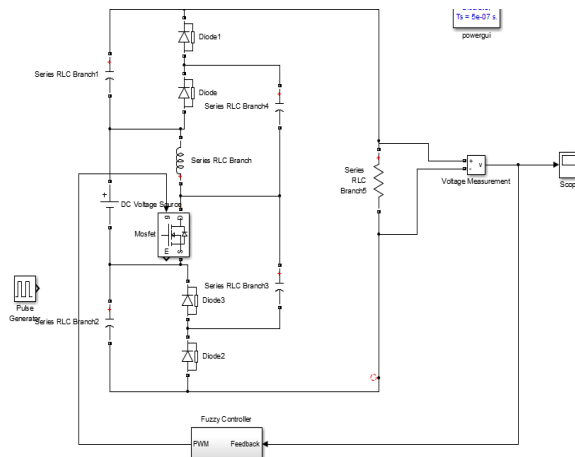 Ts = 5e-07 s.
powergui
Diode1
Series RLC Branch1
Diode
Series RLC Branch4
Series RLC Branch
Series
RLC
Branch5
+
-
v
Voltage Measurement
Scop
+
DC Voltage Source
g
D
Mosfet
m
S
Pulse
Generator
Series RLC Branch2
Series RLC Branch3
Diode3
Diode2
Fuzzy Controller
PWM
Feedback